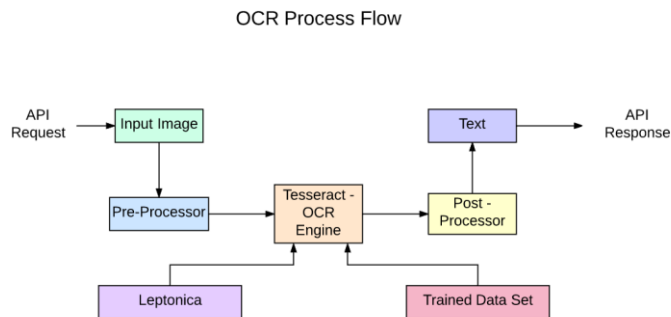 OCR Process Flow
API
Request
Input Image
Text
API
Response
Pre-Processor
Tesseract -
OCR
Engine
Post -
Processor
Leptonica
Trained Data Set